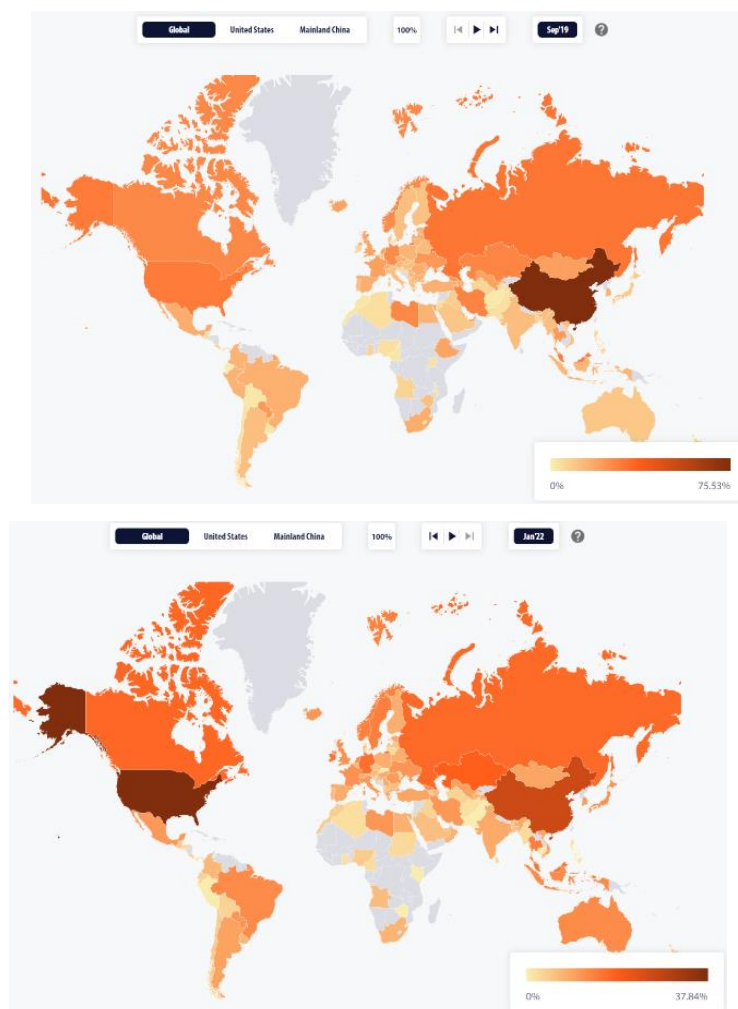 Global United States Mainland China 100% Sep'19 ?
0% 75.53%
Global United States Mainland China 100% Jan'22 ?
0% 37.84%